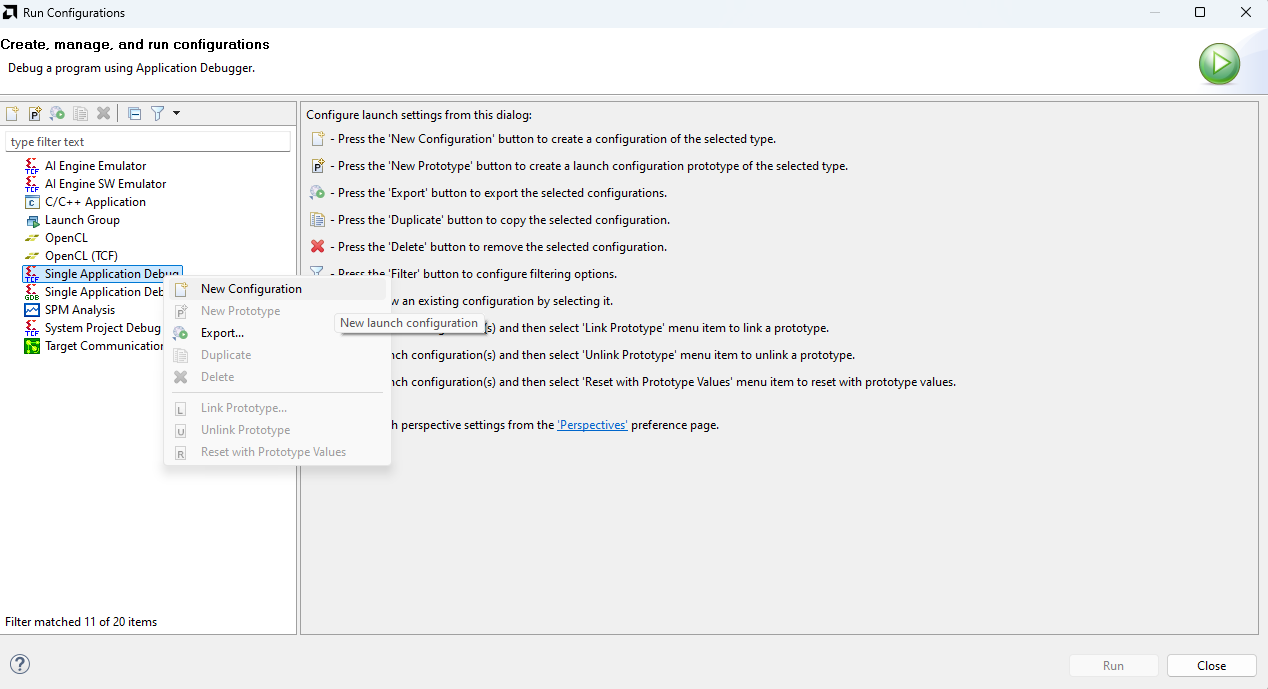 Run Configurations
Create, manage, and run configurations
Debug a program using Application Debugger.
type filter text
AI Engine Emulator
AI Engine SW Emulator
C/C++ Application
Launch Group
OpenCL
OpenCL (TCF)
Single Application Debug
Single Application Deb
SPM Analysis
System Project Debug
Target Communication
Filter matched 11 of 20 items
New Configuration
New Prototype
Export...
Duplicate
Delete
Link Prototype...
Unlink Prototype
Reset with Prototype Values
New launch configuration
Configure launch settings from this dialog:
- Press the 'New Configuration' button to create a configuration of the selected type.
- Press the 'New Prototype' button to create a launch configuration prototype of the selected type.
- Press the 'Export' button to export the selected configurations.
- Press the 'Duplicate' button to copy the selected configuration.
- Press the 'Delete' button to remove the selected configuration.
- Press the 'Filter' button to configure filtering options.
an existing configuration by selecting it.
and then select 'Link Prototype' menu item to link a prototype.
configuration(s) and then select 'Unlink Prototype' menu item to unlink a prototype.
configuration(s) and then select 'Reset with Prototype Values' menu item to reset with prototype values.
perspective settings from the 'Perspectives' preference page.
Run
Close